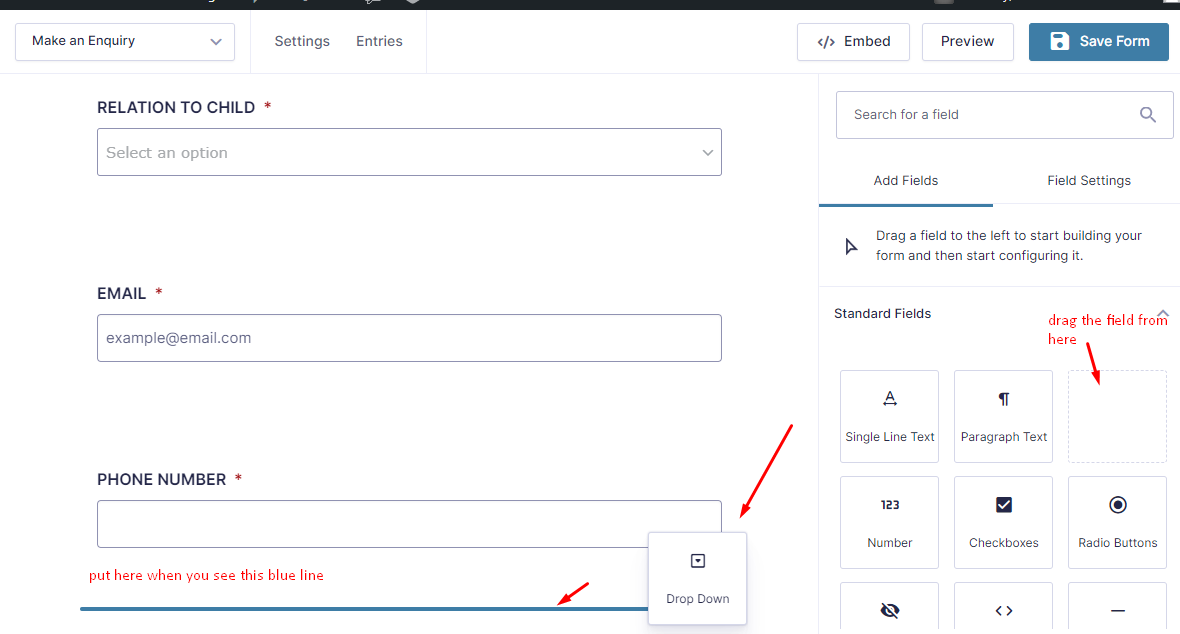 Make an Enquiry
Settings
Entries
</> Embed
Preview
Save Form
RELATION TO CHILD *
Select an option
EMAIL *
example@email.com
PHONE NUMBER *
put here when you see this blue line
Drop Down
Search for a field
Add Fields
Field Settings
Drag a field to the left to start building your
form and then start configuring it.
Standard Fields
drag the field from
here
A
Single Line Text
¶
Paragraph Text
123
Number
Checkboxes
Radio Buttons
<>